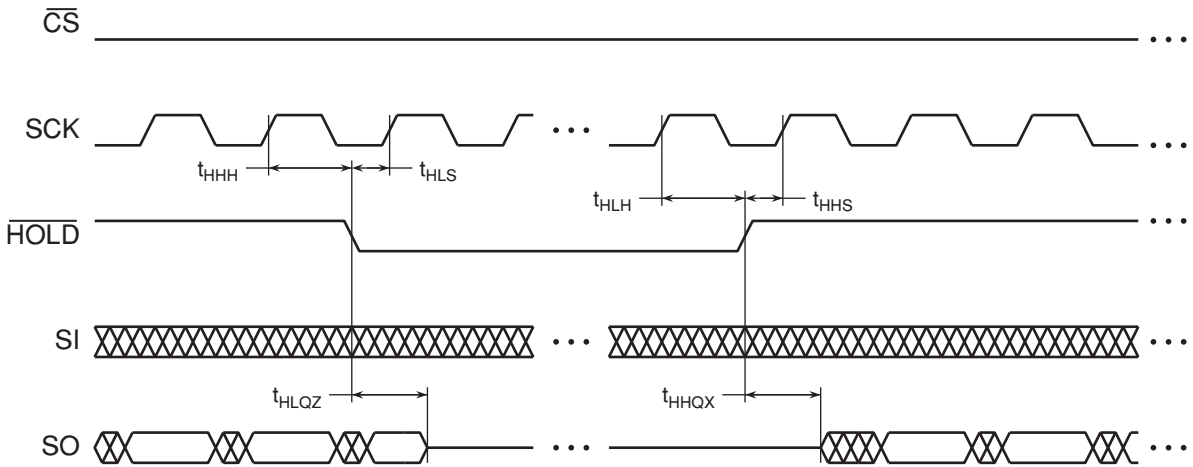 CS
SCK
tHHH
tHLS
tHLH
tHHS
HOLD
SI
tHLQZ
tHHQX
SO